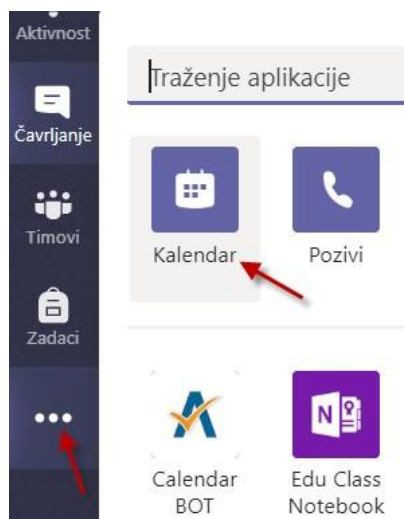 Aktivnost
Čavrljanje
Timovi
Zadaci
Traženje aplikacije
Kalendar
Pozivi
Calendar
BOT
Edu Class
Notebook